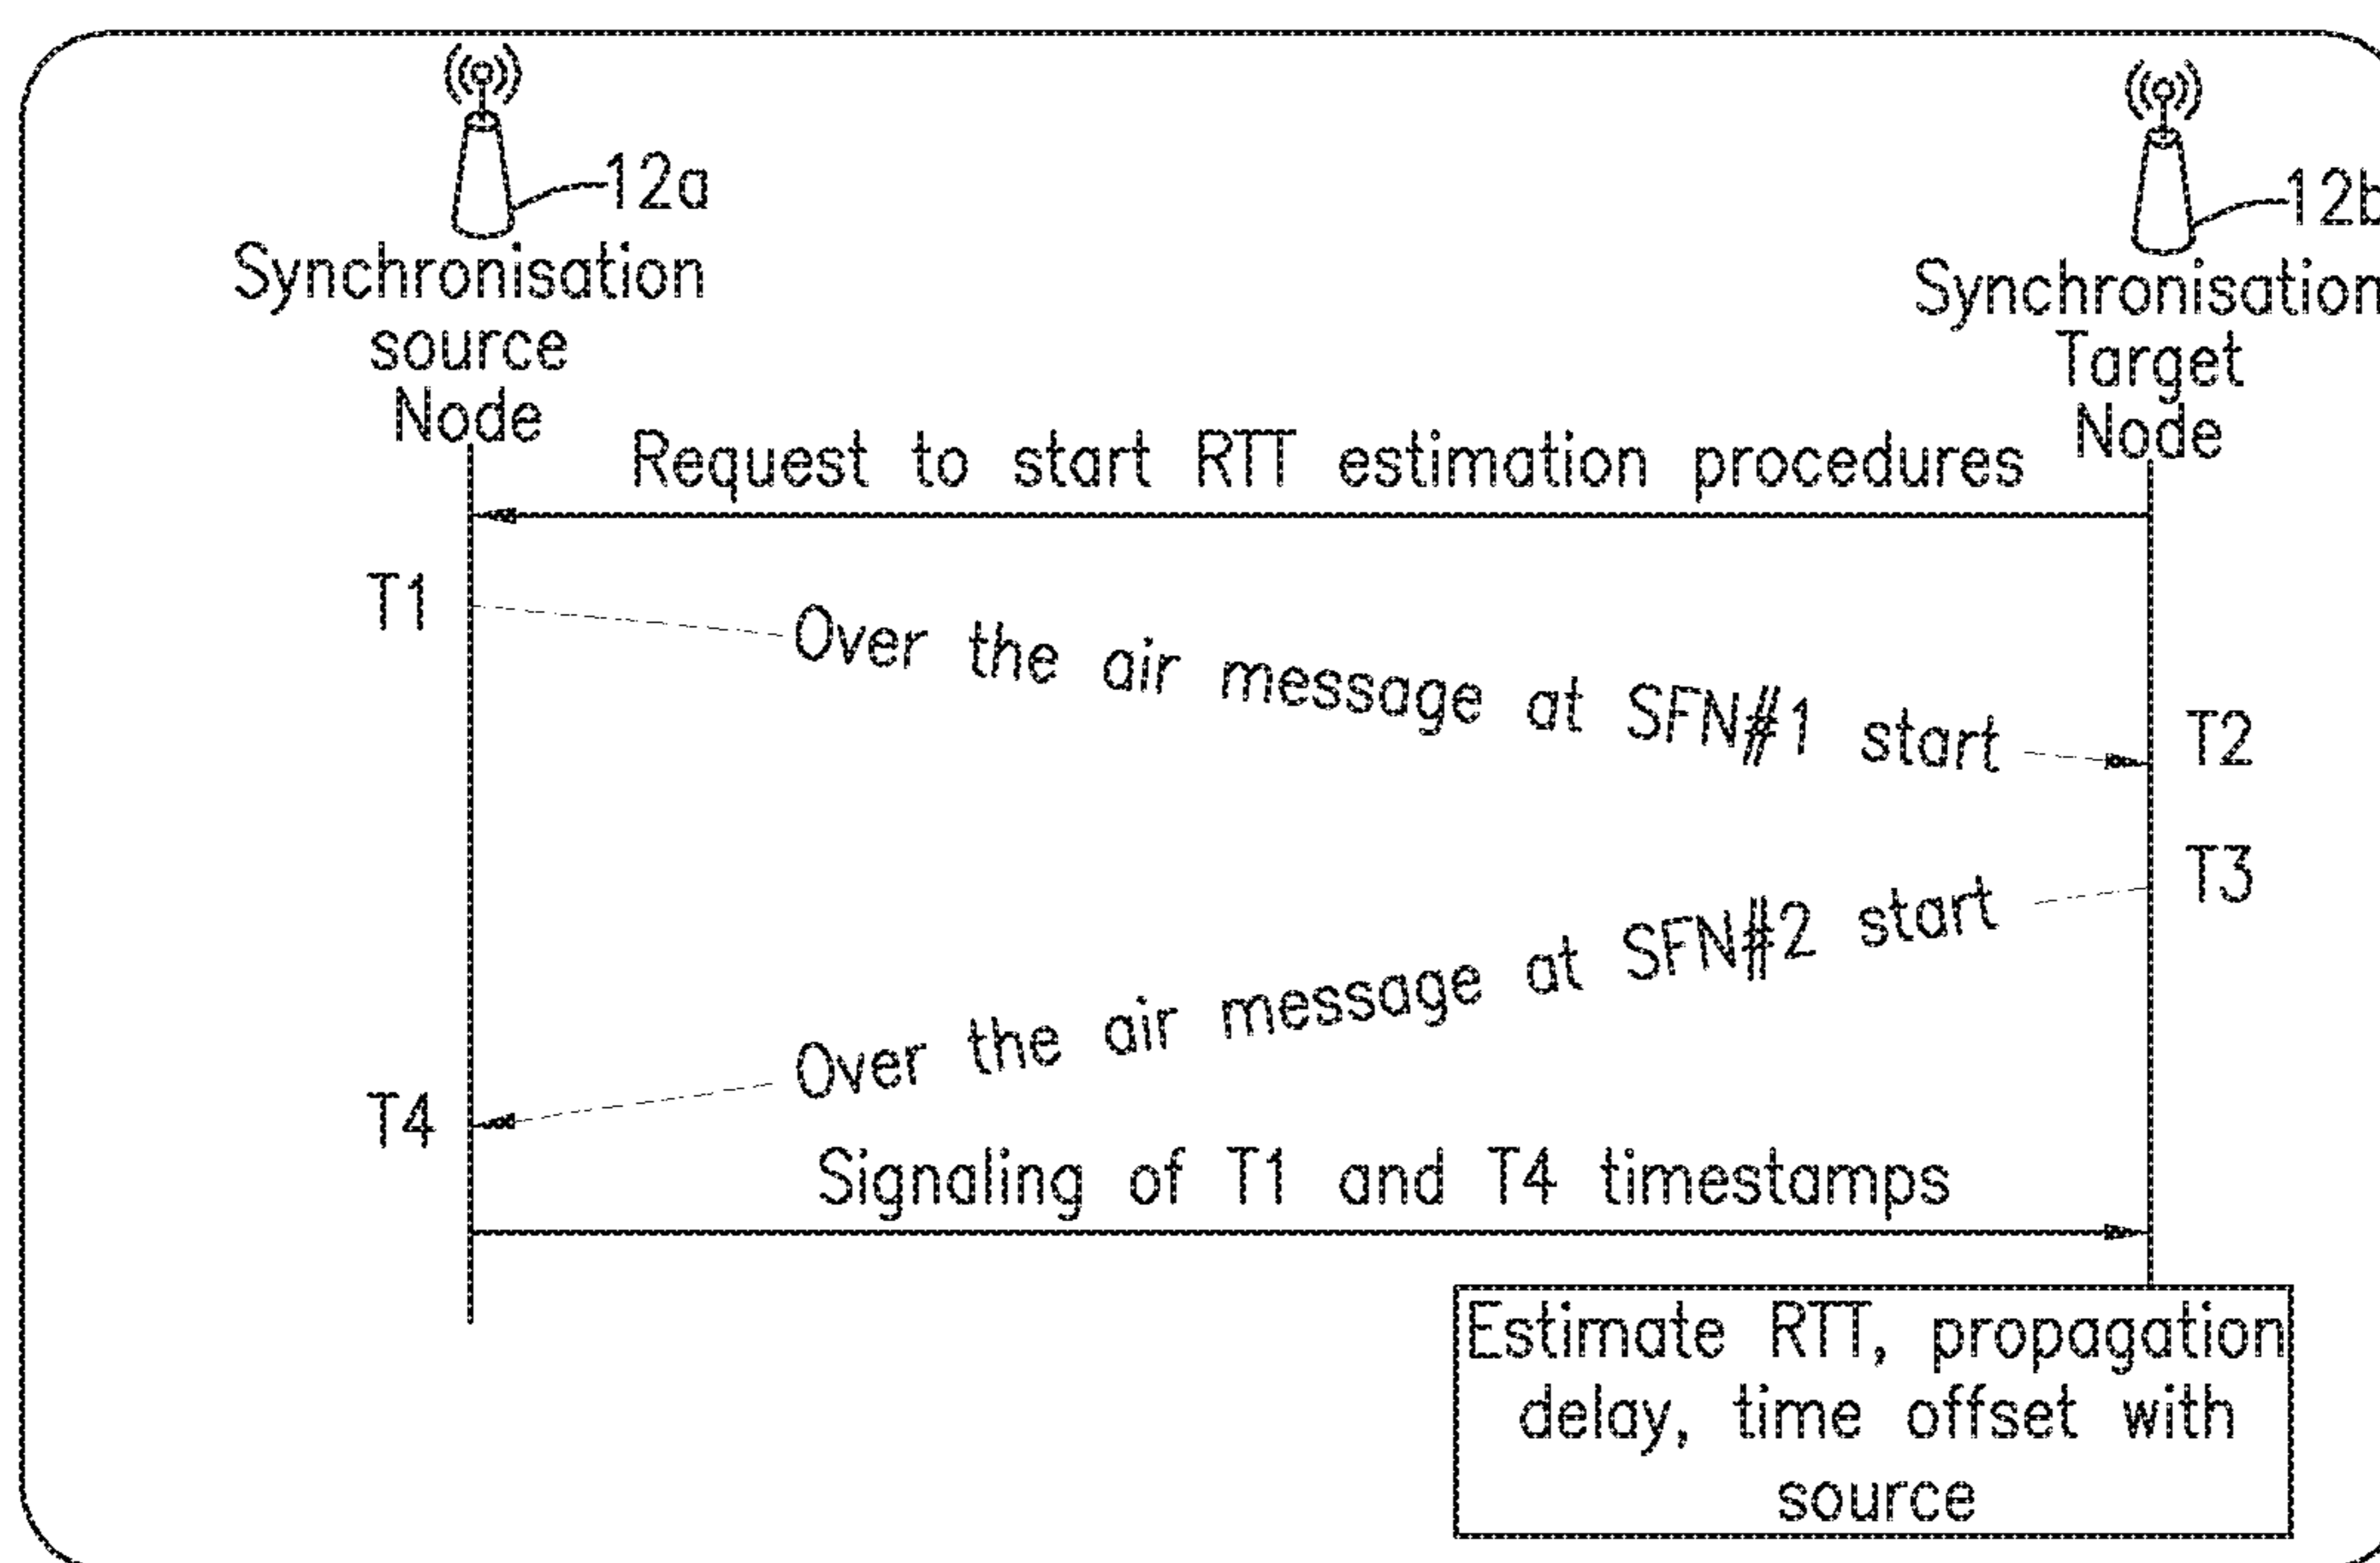 12a
Synchronisation
source
Node
12b
Synchronisation
Target
Node
Request to start RTT estimation procedures
T1
Over the air message at SFN#1 start
T2
T3
Over the air message at SFN#2 start
T4
Signaling of T1 and T4 timestamps
Estimate RTT, propagation
delay, time offset with
source